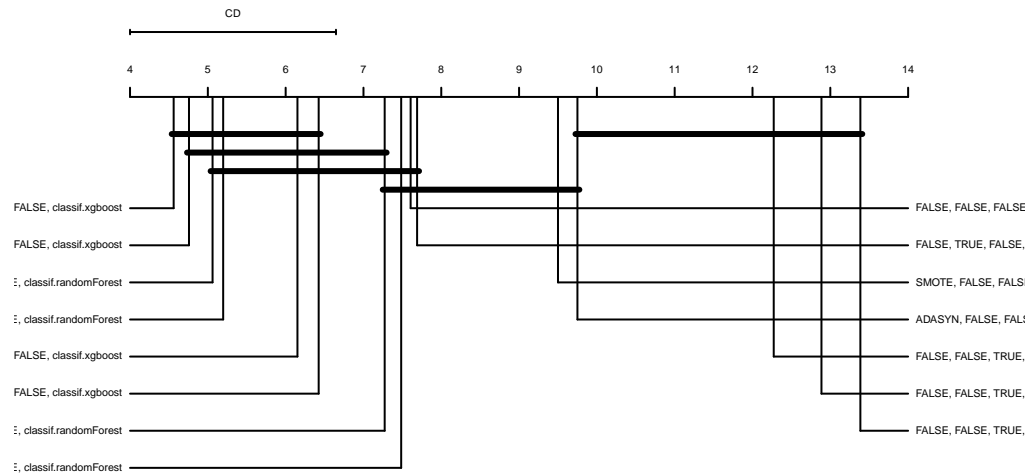 CD
4 5 6 7 8 9 10 11 12 13 14
FALSE, classif.xgboost
FALSE, classif.xgboost
E, classif.randomForest
E, classif.randomForest
FALSE, classif.xgboost
FALSE, classif.xgboost
E, classif.randomForest
E, classif.randomForest
FALSE, FALSE, FALSE
FALSE, TRUE, FALSE,
SMOTE, FALSE, FALSE
ADASYN, FALSE, FALS
FALSE, FALSE, TRUE,
FALSE, FALSE, TRUE,
FALSE, FALSE, TRUE,